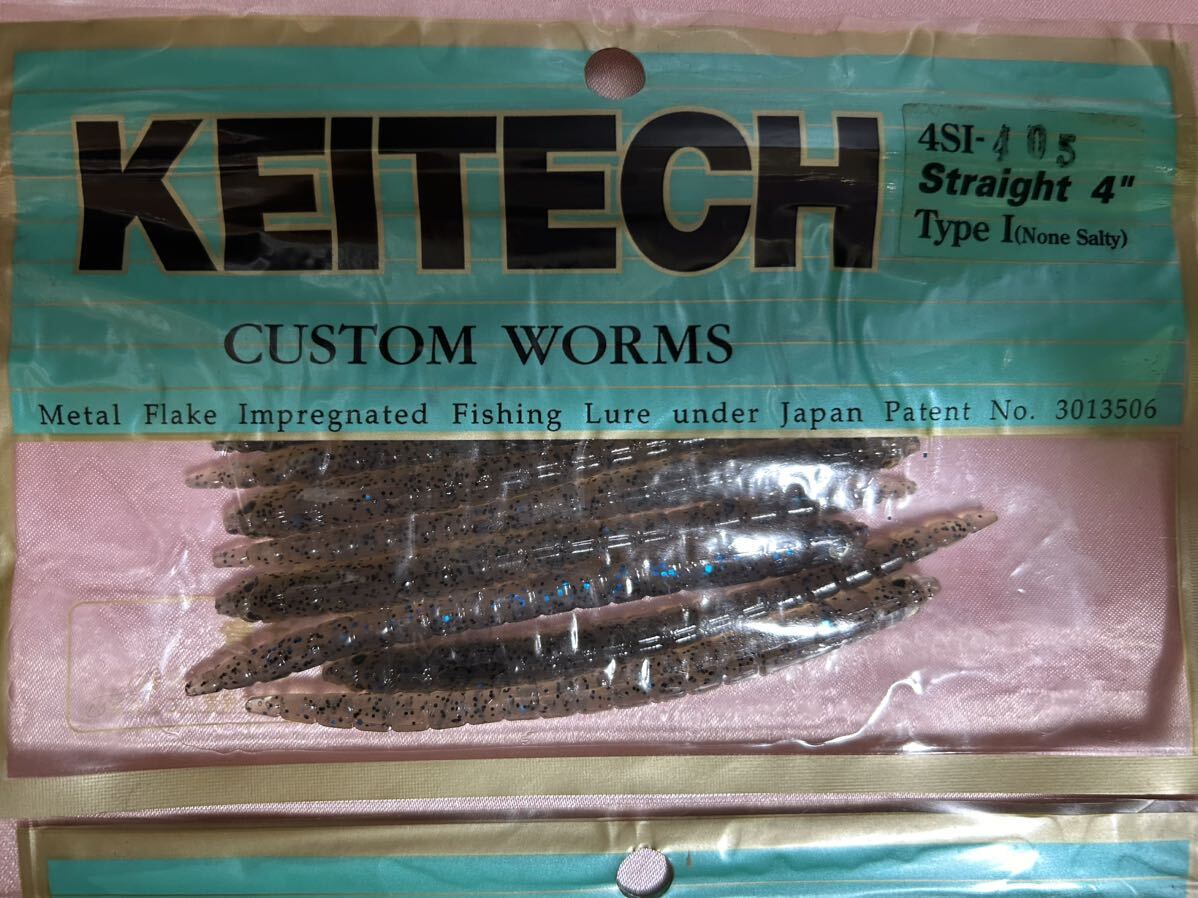 KEITECH
4SI-405
Straight 4"
Type I(None Salty)
CUSTOM WORMS
Metal Flake Impregnated Fishing Lure under Japan Patent No. 3013506